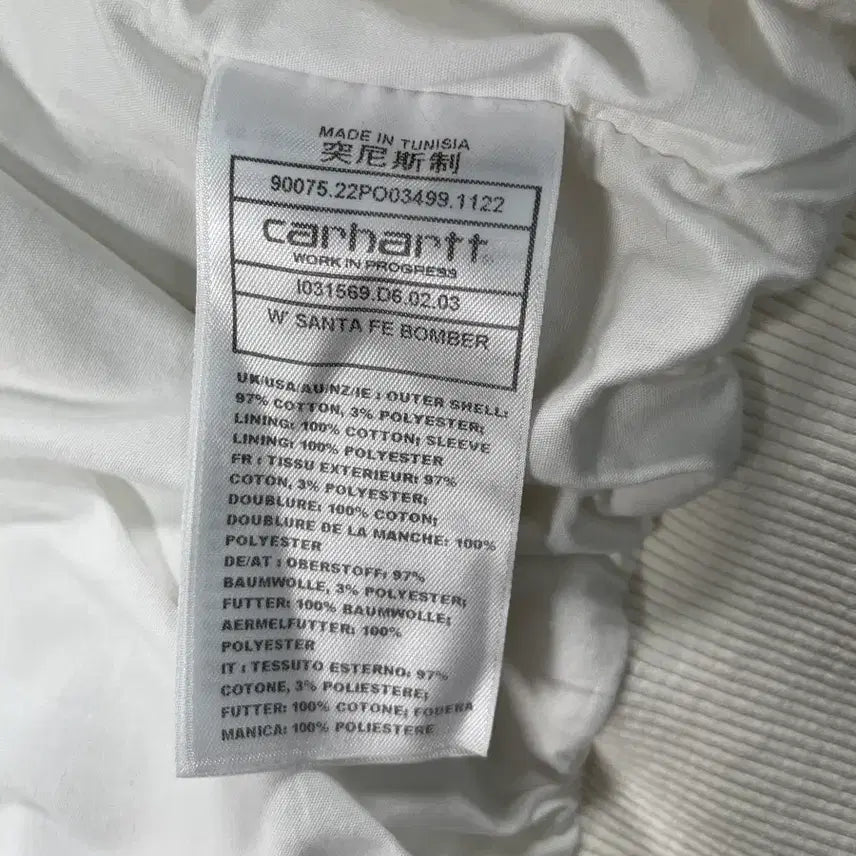 MADE IN TUNISIA
突尼斯制
90075.22PO03499.1122
carhartt
WORK IN PROGRESS
I031569.D6.02.03
W' SANTA FE BOMBER
UK/USA/AU/NZ/IE : OUTER SHELL:
97% COTTON, 3% POLYESTER;
LINING: 100% COTTON; SLEEVE
LINING: 100% POLYESTER
FR : TISSU EXTERIEUR: 97%
COTON, 3% POLYESTER;
DOUBLURE: 100% COTON;
DOUBLURE DE LA MANCHE: 100%
POLYESTER
DE/AT : OBERSTOFF: 97%
BAUMWOLLE, 3% POLYESTER;
FUTTER: 100% BAUMWOLLE;
AERMELFUTTER: 100%
POLYESTER
IT : TESSUTO ESTERNO: 97%
COTONE, 3% POLIESTERE;
FUTTER: 100% COTONE; FODERA
MANICA: 100% POLIESTERE